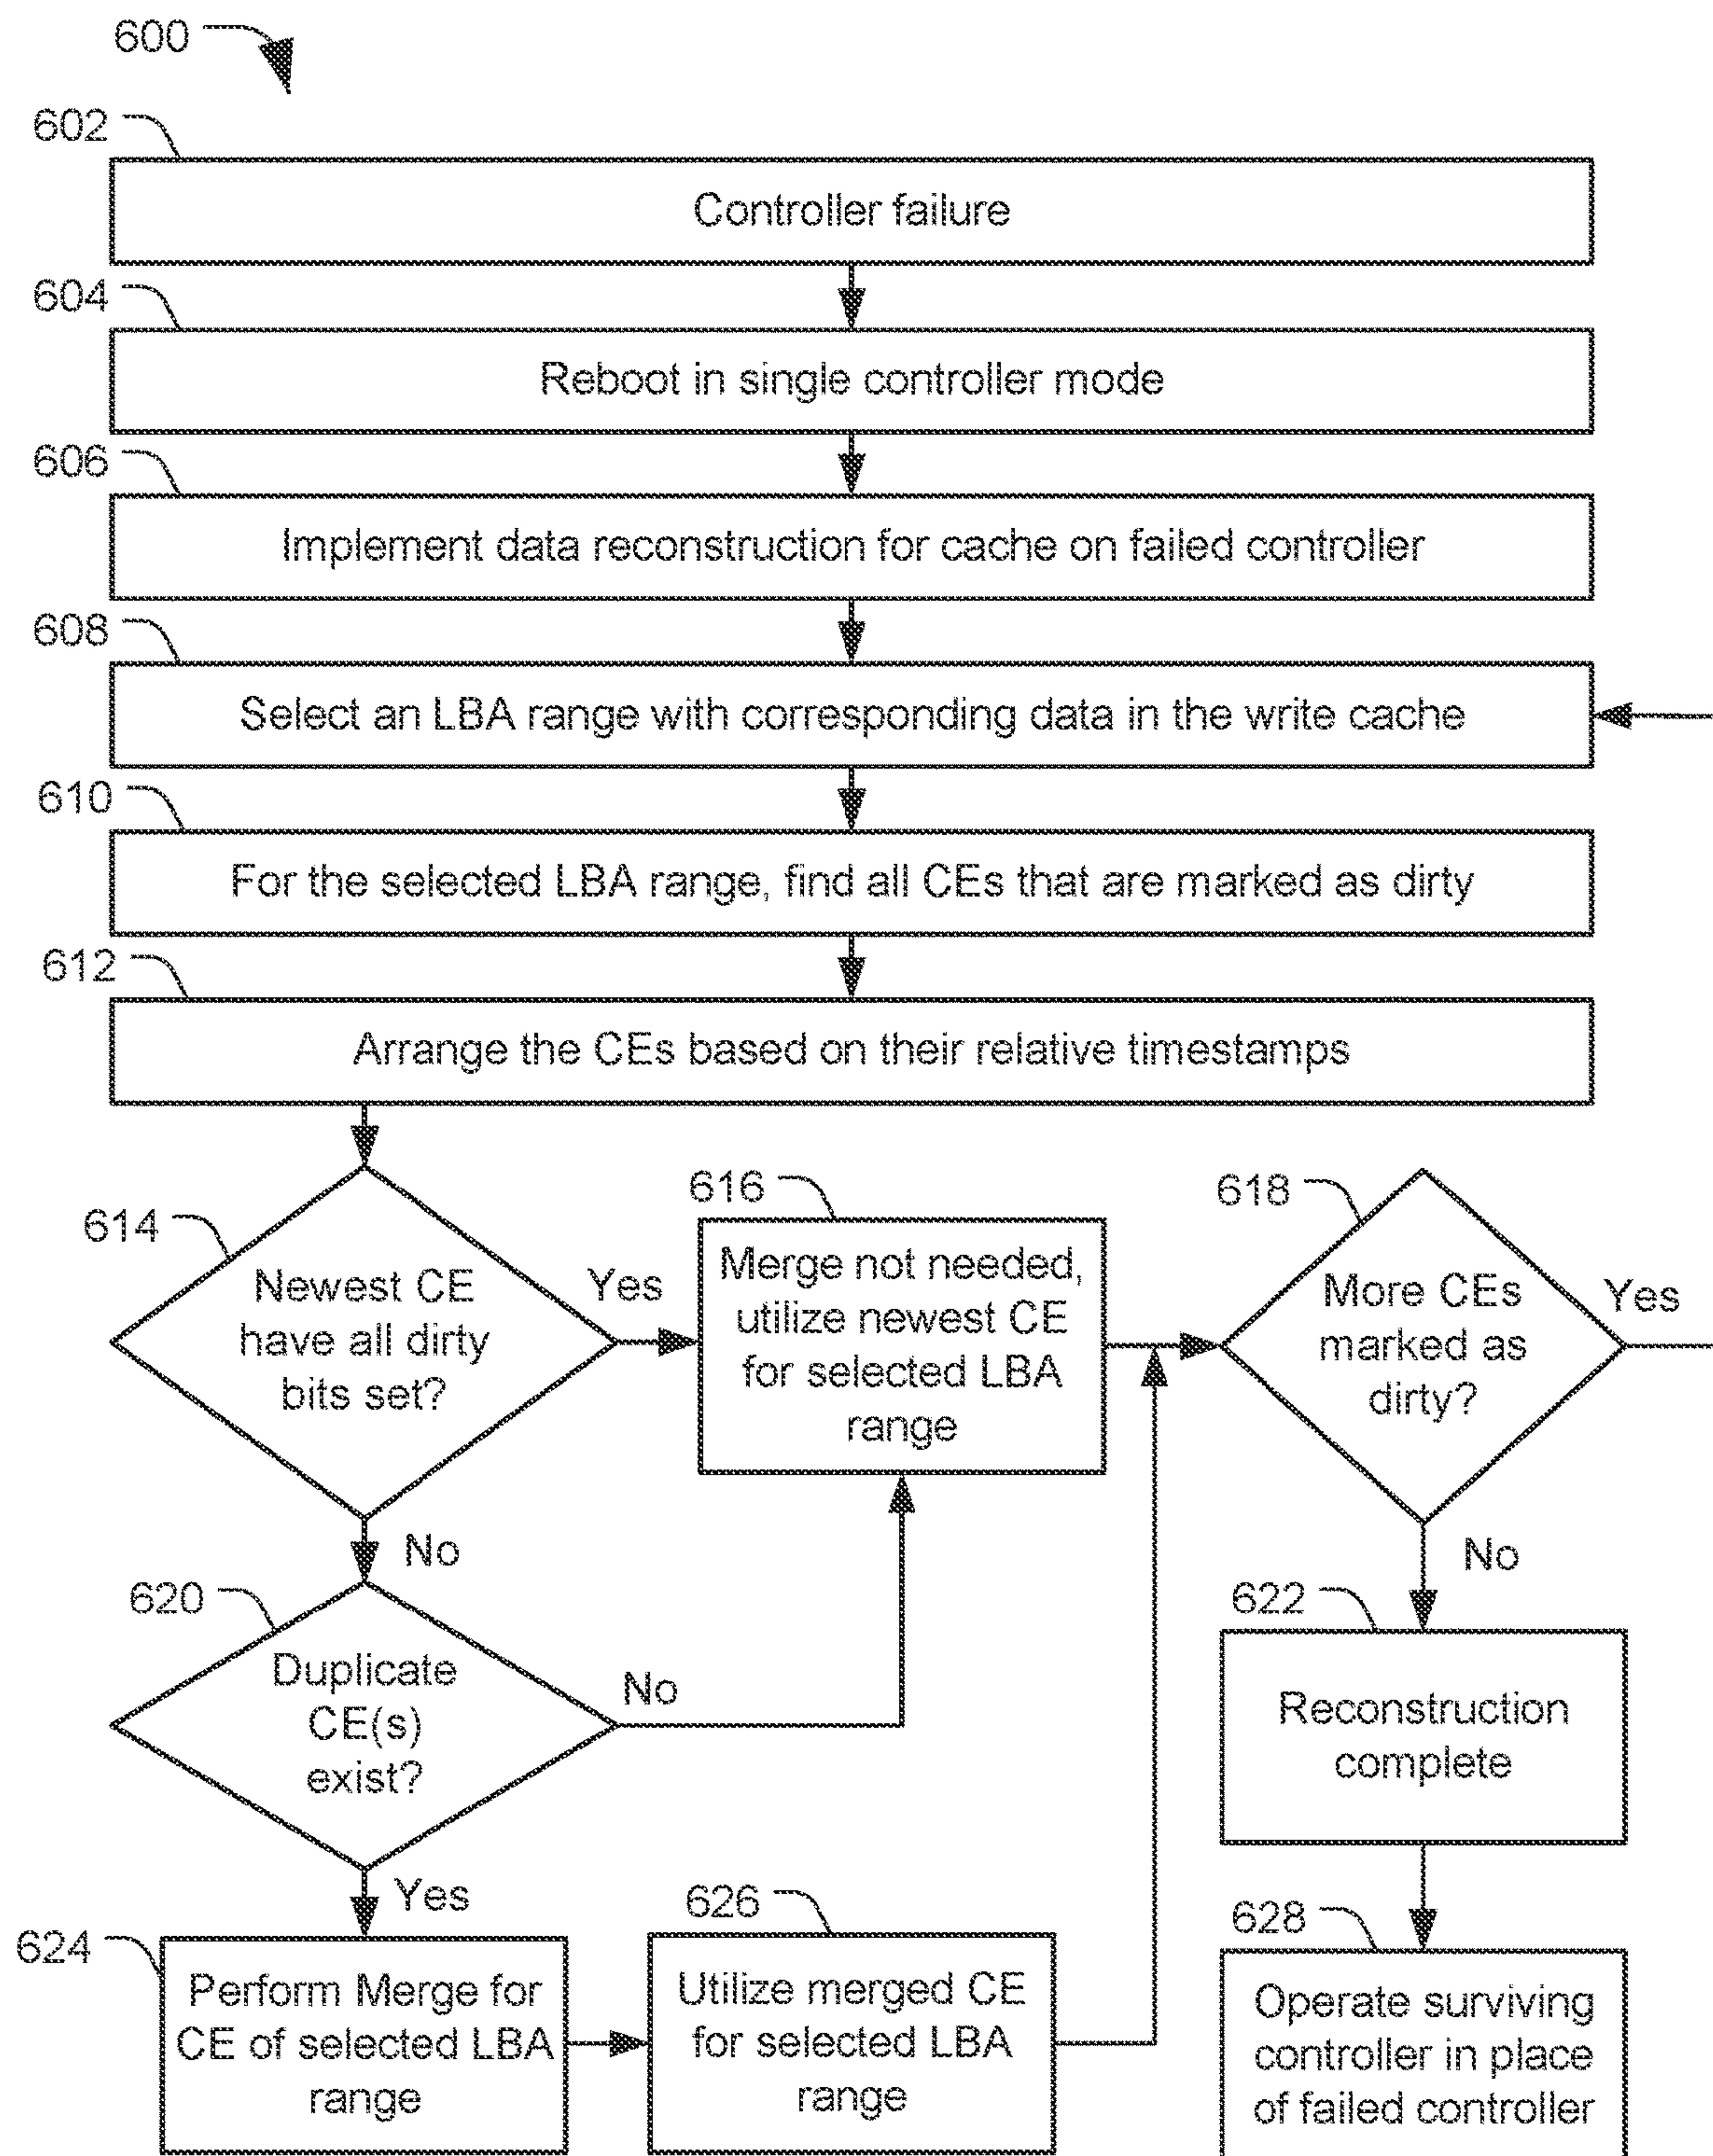 600
602
Controller failure
604
Reboot in single controller mode
606
Implement data reconstruction for cache on failed controller
608
Select an LBA range with corresponding data in the write cache
610
For the selected LBA range, find all CEs that are marked as dirty
612
Arrange the CEs based on their relative timestamps
614
Newest CE
have all dirty
bits set?
Yes
No
616
Merge not needed,
utilize newest CE
for selected LBA
range
618
More CEs
marked as
dirty?
Yes
No
620
Duplicate
CE(s)
exist?
No
Yes
622
Reconstruction
complete
624
Perform Merge for
CE of selected LBA
range
626
Utilize merged CE
for selected LBA
range
628
Operate surviving
controller in place
of failed controller